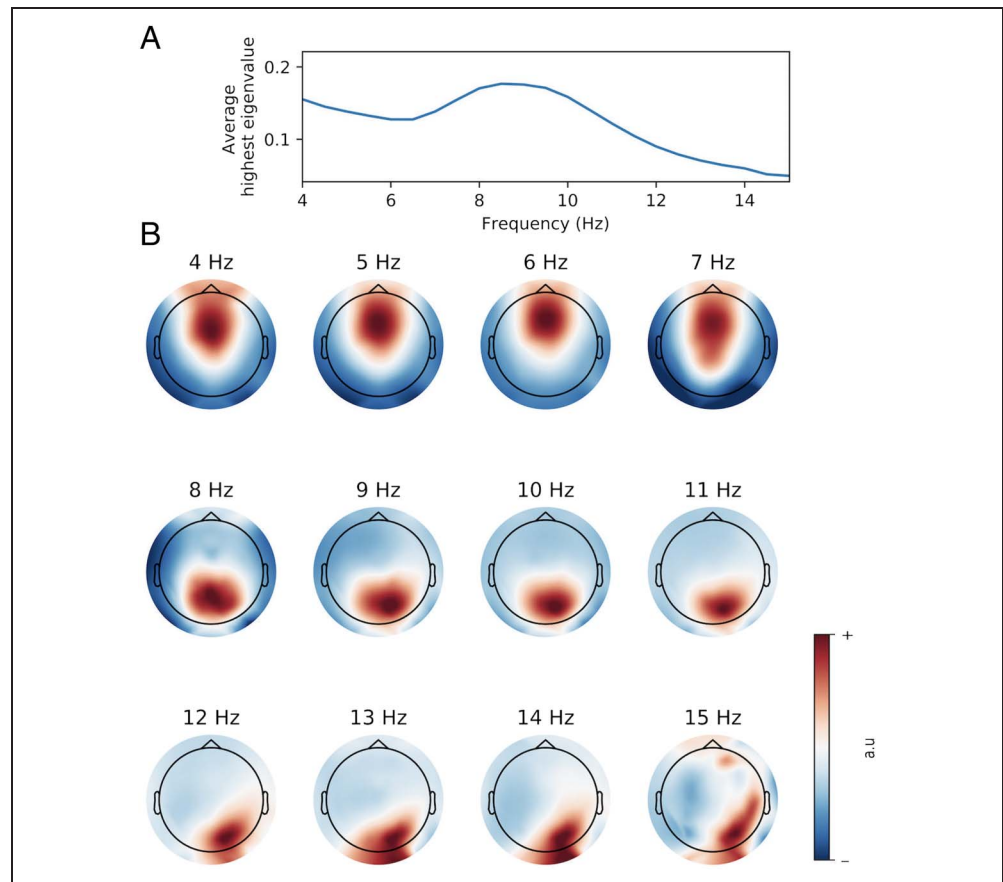 A
Average
highest eigenvalue
0.2
0.1
4 6 8 10 12 14
Frequency (Hz)
B
4 Hz 5 Hz 6 Hz 7 Hz
8 Hz 9 Hz 10 Hz 11 Hz
12 Hz 13 Hz 14 Hz 15 Hz
+
a.u
–